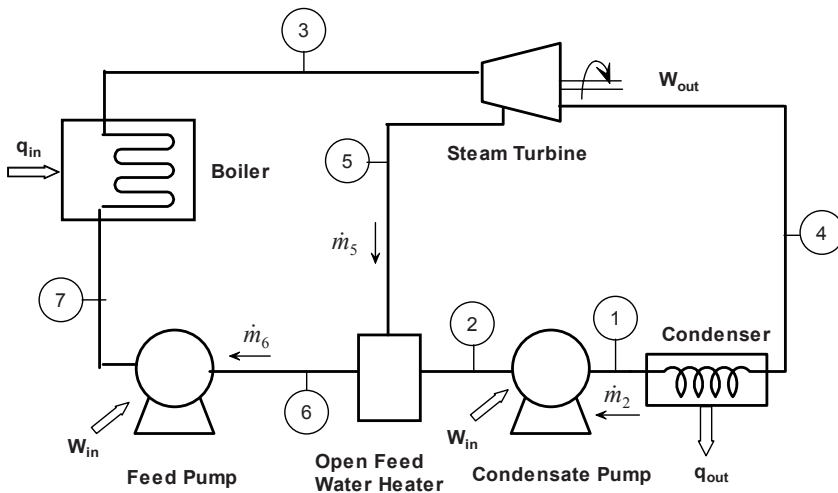 3
W_out
q_in
Boiler
5
Steam Turbine
ṁ_5
4
7
ṁ_6
2
1
Condenser
6
ṁ_2
W_in
W_in
q_out
Feed Pump
Open Feed
Water Heater
Condensate Pump